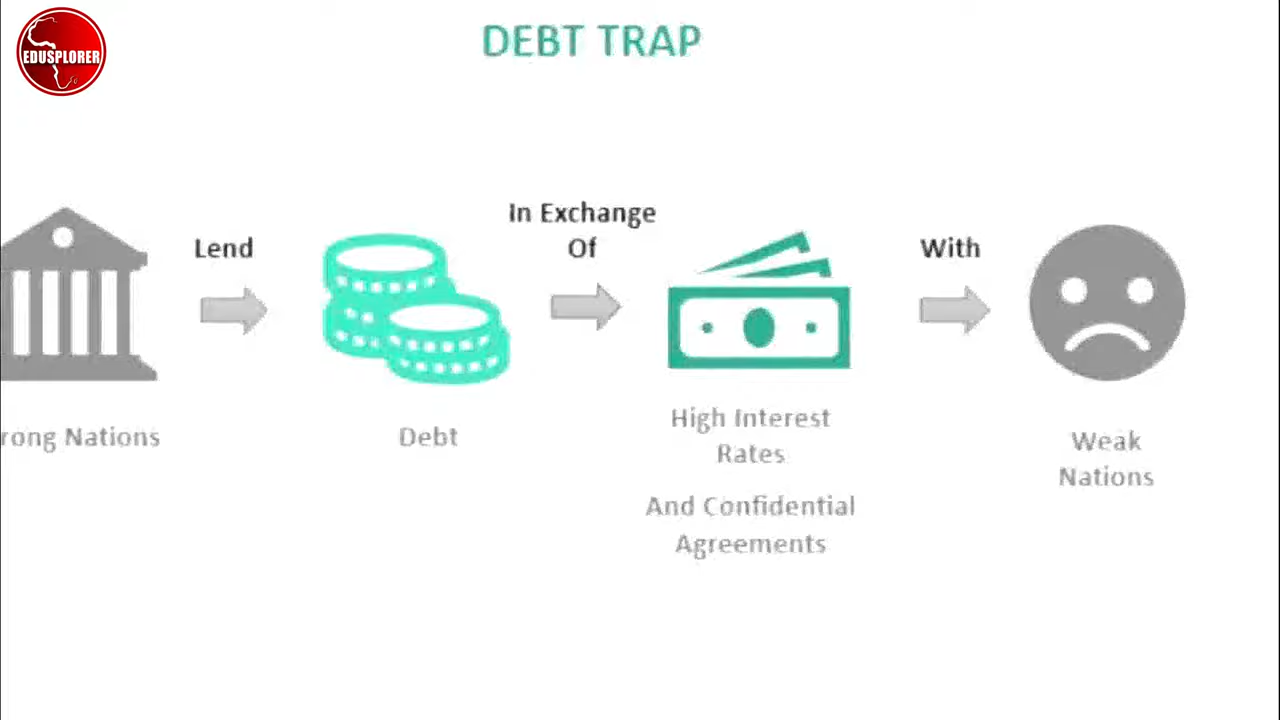 EDUSPLORER
DEBT TRAP
Lend
In Exchange
Of
With
rong Nations
Debt
High Interest
Rates
And Confidential
Agreements
Weak
Nations